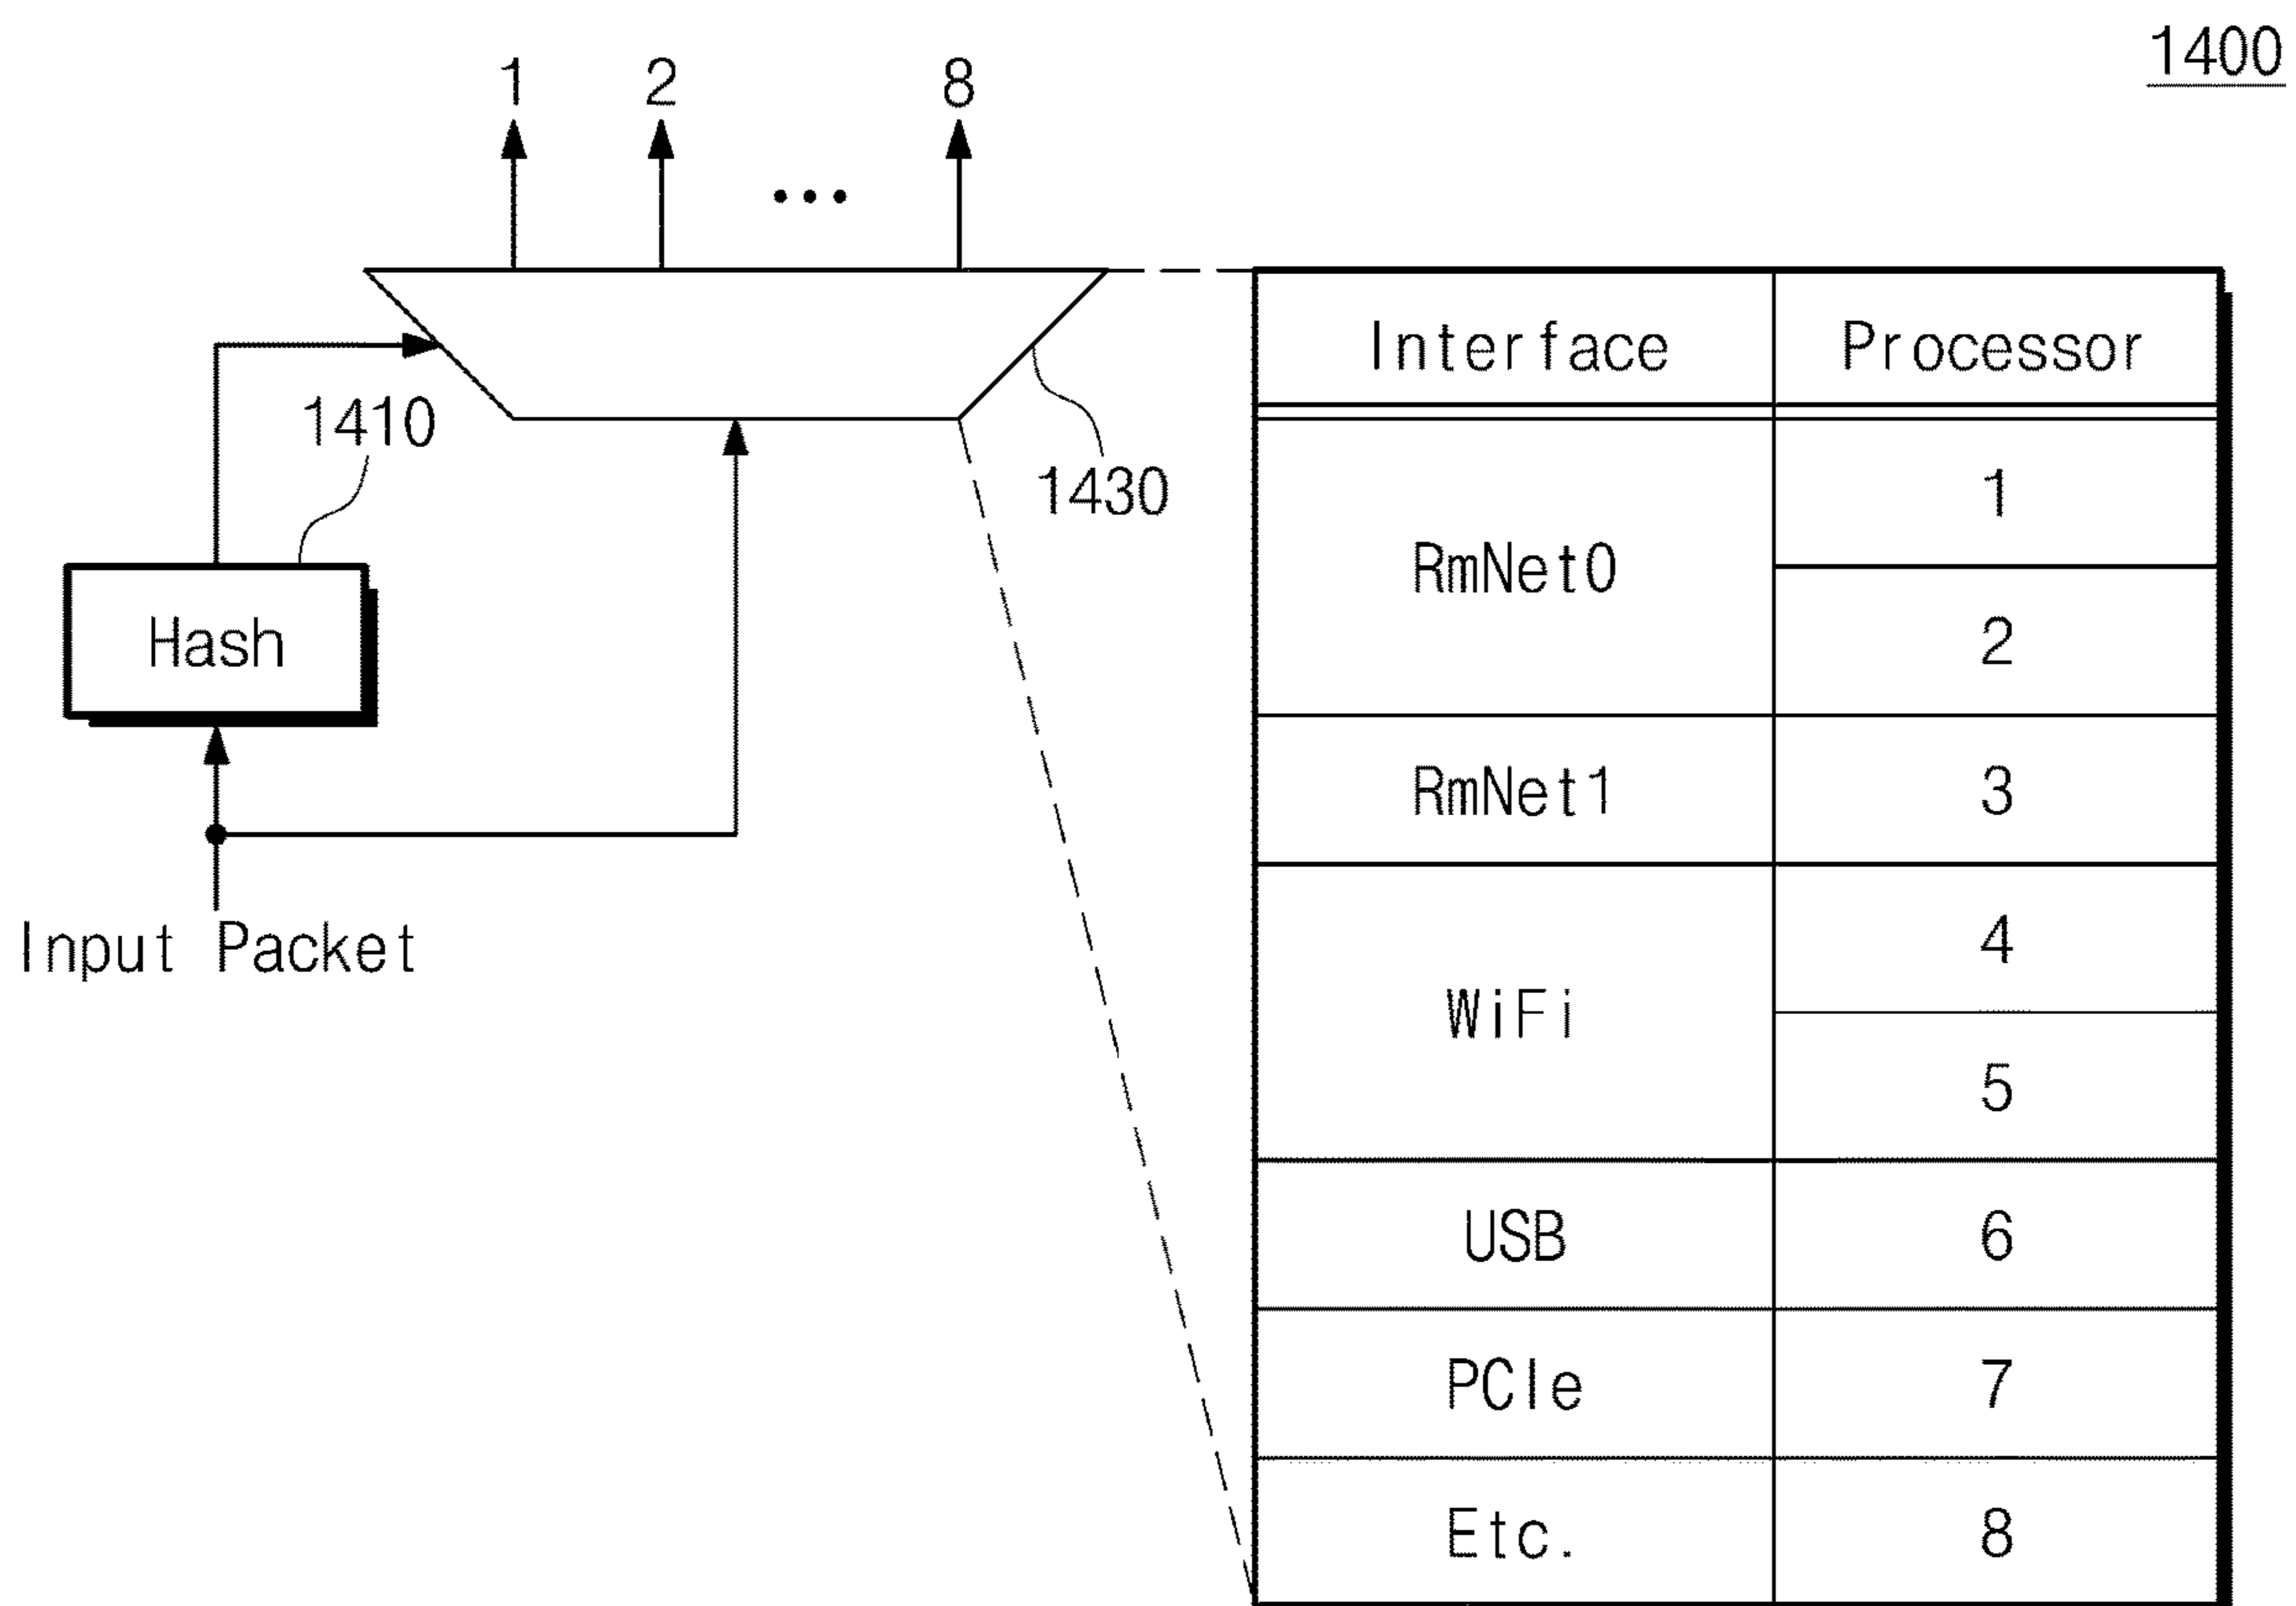 1400
1 2 ... 8
1410
1430
Hash
Input Packet
Interface Processor
RmNet0 1
2
RmNet1 3
WiFi 4
5
USB 6
PCIe 7
Etc. 8